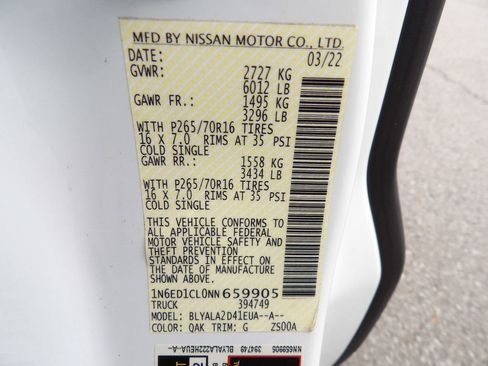 MFD BY NISSAN MOTOR CO., LTD.
DATE: 03/22
GVWR: 2727 KG
6012 LB
GAWR FR.: 1495 KG
3296 LB
WITH P265/70R16 TIRES
16 X 7.0 RIMS AT 35 PSI
COLD SINGLE
GAWR RR.: 1558 KG
3434 LB
WITH P265/70R16 TIRES
16 X 7.0 RIMS AT 35 PSI
COLD SINGLE
THIS VEHICLE CONFORMS TO
ALL APPLICABLE FEDERAL
MOTOR VEHICLE SAFETY AND
THEFT PREVENTION
STANDARDS IN EFFECT ON
THE DATE OF MANUFACTURE
SHOWN ABOVE.
1N6ED1CL0NN659905
TRUCK 394749
MODEL: BLYALA2D41EUA--A--
COLOR: QAK TRIM: G ZS00A
NN659905 394749 BLYALA222HEUA-A-